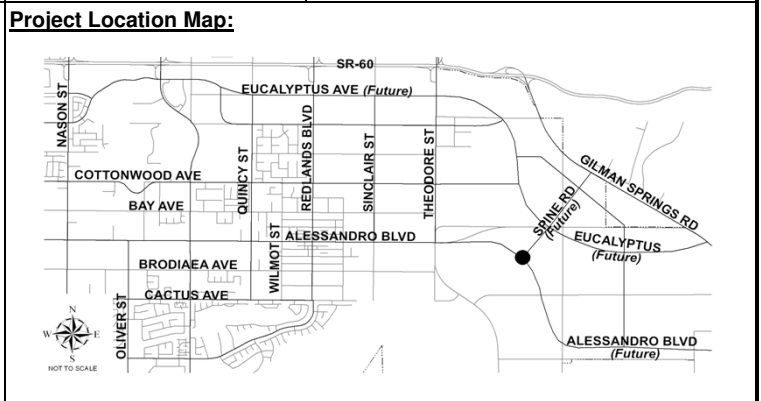 Project Location Map:
SR-60
EUCALYPTUS AVE (Future)
NASON ST
REDLANDS BLVD
SINCLAIR ST
THEODORE ST
QUINCY ST
COTTONWOOD AVE
GILMAN SPRINGS RD
BAY AVE
SPINE RD
(Future)
WILMOT ST
ALESSANDRO BLVD
EUCALYPTUS
(Future)
BRODIAEA AVE
CACTUS AVE
OLIVER ST
N
W
E
S
NOT TO SCALE
ALESSANDRO BLVD
(Future)